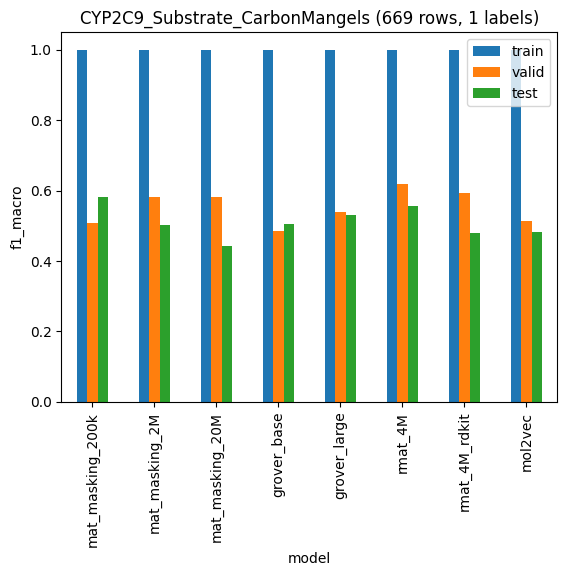 CYP2C9_Substrate_CarbonMangels (669 rows, 1 labels)
train
valid
test
f1_macro
1.0
0.8
0.6
0.4
0.2
0.0
mat_masking_200k
mat_masking_2M
mat_masking_20M
grover_base
grover_large
rmat_4M
rmat_4M_rdkit
mol2vec
model